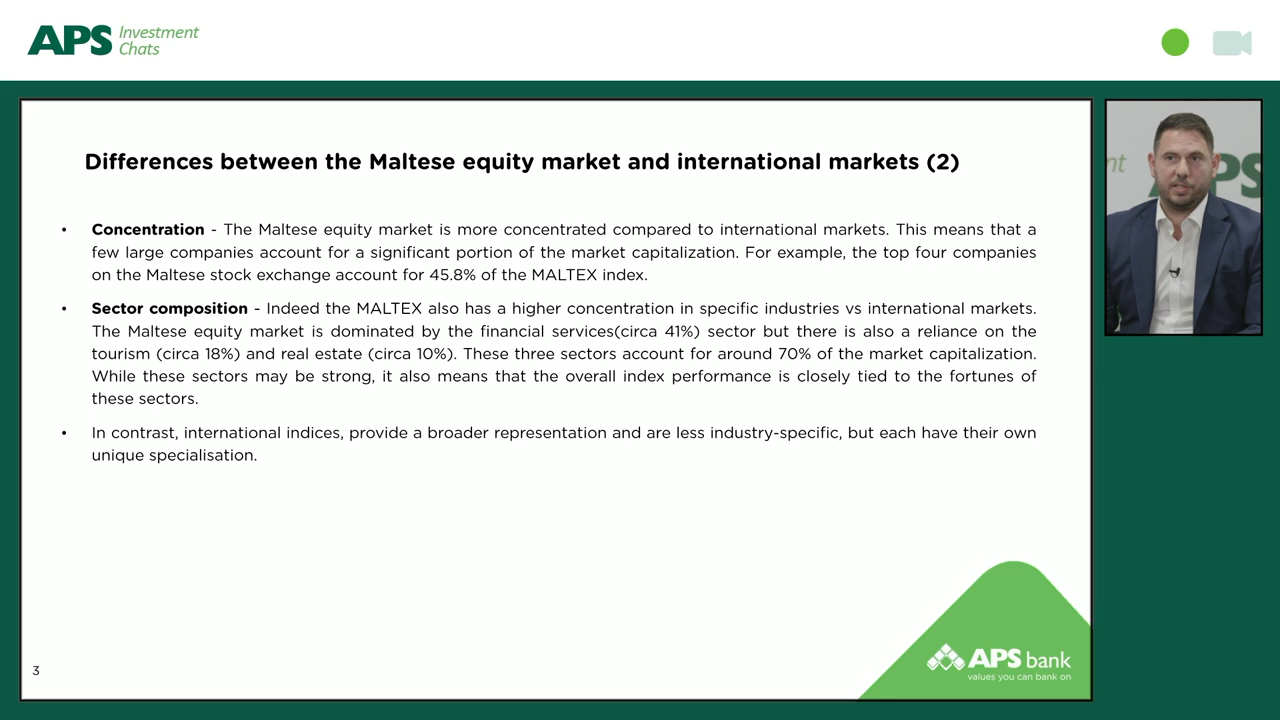 APS Investment
Chats
Differences between the Maltese equity market and international markets (2)
• Concentration - The Maltese equity market is more concentrated compared to international markets. This means that a
few large companies account for a significant portion of the market capitalization. For example, the top four companies
on the Maltese stock exchange account for 45.8% of the MALTEX index.
• Sector composition - Indeed the MALTEX also has a higher concentration in specific industries vs international markets.
The Maltese equity market is dominated by the financial services(circa 41%) sector but there is also a reliance on the
tourism (circa 18%) and real estate (circa 10%). These three sectors account for around 70% of the market capitalization.
While these sectors may be strong, it also means that the overall index performance is closely tied to the fortunes of
these sectors.
• In contrast, international indices, provide a broader representation and are less industry-specific, but each have their own
unique specialisation.
3
APS bank
values you can bank on
nt
APS